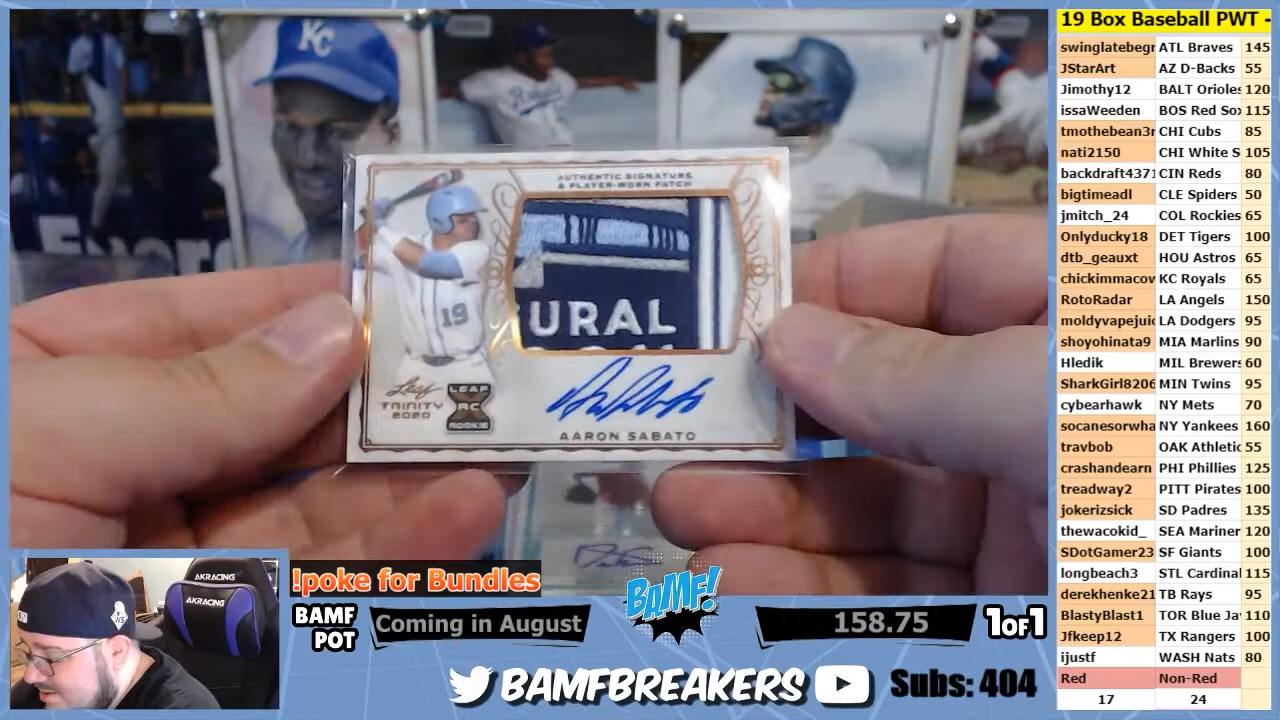 KC
AUTHENTIC SIGNATURE
& PLAYER-WORN PATCH
19
URAL
Leaf
TRINITY
2020
LEAF
RC
ROOKIE
AARON SABATO
AKRACING
AKRACING
!poke for Bundles
BAMF
POT
Coming in August
BAMF!
158.75
1OF1
BAMFBREAKERS
Subs: 404
19 Box Baseball PWT -
swinglatebegr ATL Braves 145
JStarArt AZ D-Backs 55
Jimothy12 BALT Orioles 120
issaWeeden BOS Red Sox 115
tmothebean3r CHI Cubs 85
nati2150 CHI White S 105
backdraft4371 CIN Reds 80
bigtimeadl CLE Spiders 50
jmitch_24 COL Rockies 65
Onlyducky18 DET Tigers 100
dtb_geauxt HOU Astros 65
chickimmacov KC Royals 65
RotoRadar LA Angels 150
moldyvapejuic LA Dodgers 95
shoyohinata9 MIA Marlins 90
Hledik MIL Brewers 60
SharkGirl8206 MIN Twins 95
cybearhawk NY Mets 70
socanesorwha NY Yankees 160
travbob OAK Athletic 55
crashandearn PHI Phillies 125
treadway2 PITT Pirates 100
jokerizsick SD Padres 135
thewacokid_ SEA Mariner 120
SDotGamer23 SF Giants 100
longbeach3 STL Cardinal 115
derekhenke21 TB Rays 95
BlastyBlast1 TOR Blue Ja 110
Jfkeep12 TX Rangers 100
ijustf WASH Nats 80
Red Non-Red
17 24